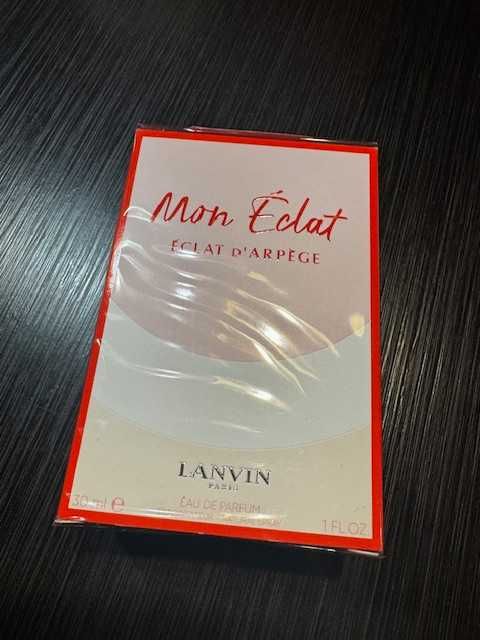 Mon Éclat
ÉCLAT D'ARPÈGE
LANVIN
PARIS
30 ml e
EAU DE PARFUM
1 FL.OZ.